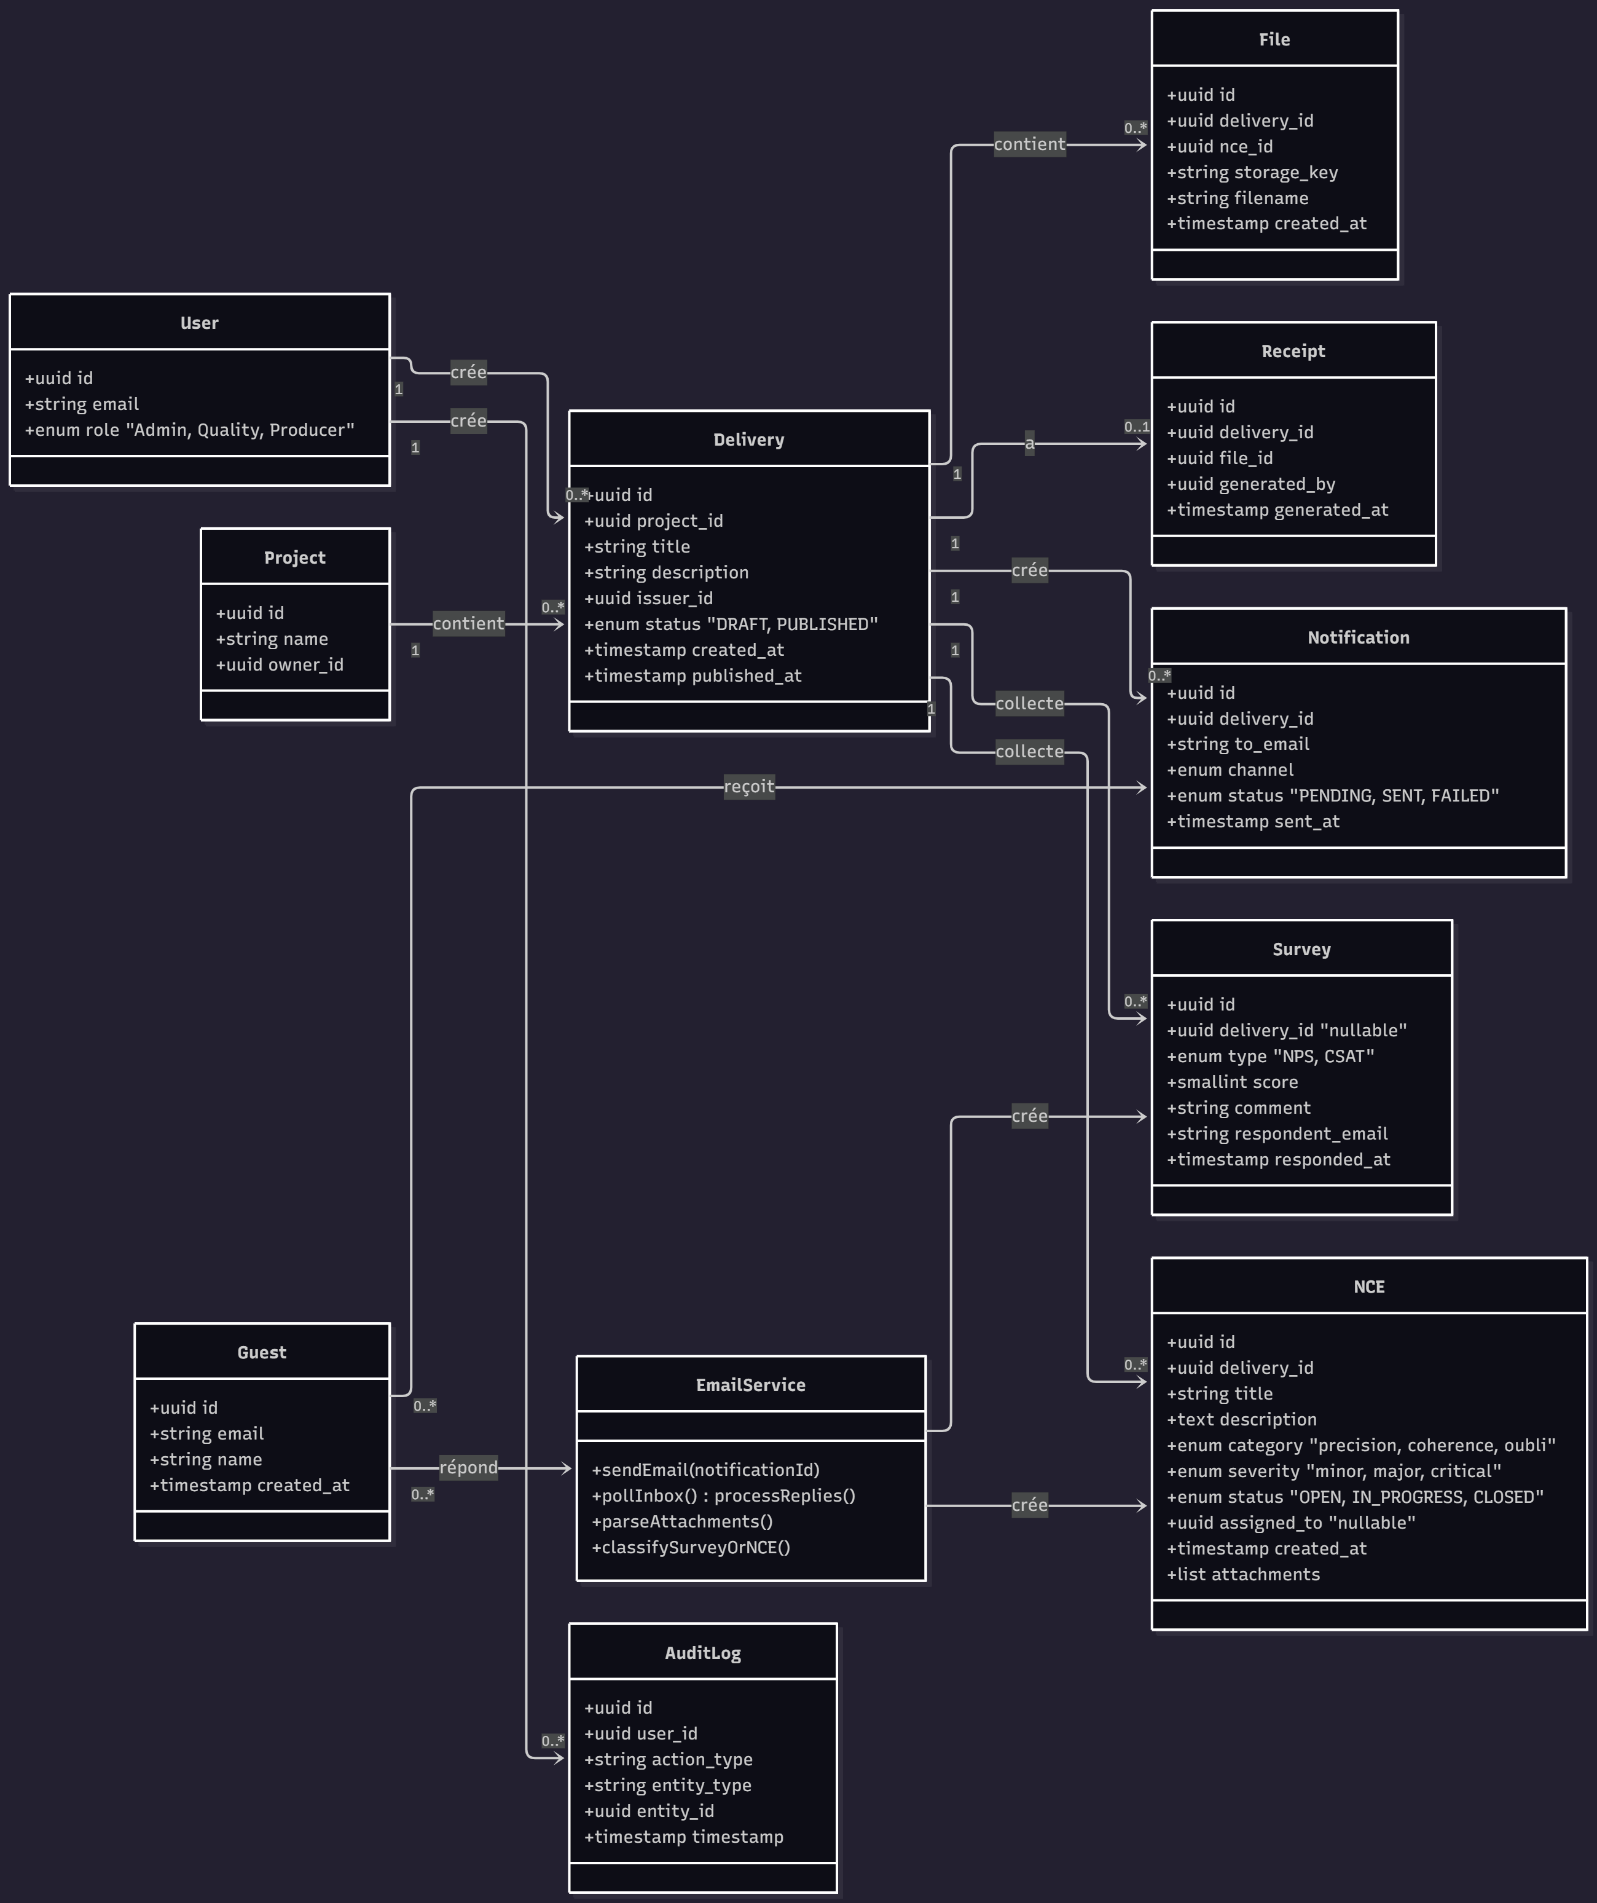 File
+uuid id
+uuid delivery_id
+uuid nce_id
+string storage_key
+string filename
+timestamp created_at
contient
0..*
User
+uuid id
+string email
+enum role "Admin, Quality, Producer"
crée
1
crée
1
Receipt
+uuid id
+uuid delivery_id
+uuid file_id
+uuid generated_by
+timestamp generated_at
a
0..1
Delivery
0..*
+uuid id
+uuid project_id
+string title
+string description
+uuid issuer_id
+enum status "DRAFT, PUBLISHED"
+timestamp created_at
+timestamp published_at
1
1
1
1
1
Project
+uuid id
+string name
+uuid owner_id
contient
1
0..*
crée
collecte
collecte
reçoit
Notification
0..*
+uuid id
+uuid delivery_id
+string to_email
+enum channel
+enum status "PENDING, SENT, FAILED"
+timestamp sent_at
Survey
0..*
+uuid id
+uuid delivery_id "nullable"
+enum type "NPS, CSAT"
+smallint score
+string comment
+string respondent_email
+timestamp responded_at
crée
NCE
0..*
+uuid id
+uuid delivery_id
+string title
+text description
+enum category "precision, coherence, oubli"
+enum severity "minor, major, critical"
+enum status "OPEN, IN_PROGRESS, CLOSED"
+uuid assigned_to "nullable"
+timestamp created_at
+list attachments
crée
Guest
+uuid id
+string email
+string name
+timestamp created_at
0..*
répond
0..*
EmailService
+sendEmail(notificationId)
+pollInbox() : processReplies()
+parseAttachments()
+classifySurveyOrNCE()
AuditLog
0..*
+uuid id
+uuid user_id
+string action_type
+string entity_type
+uuid entity_id
+timestamp timestamp